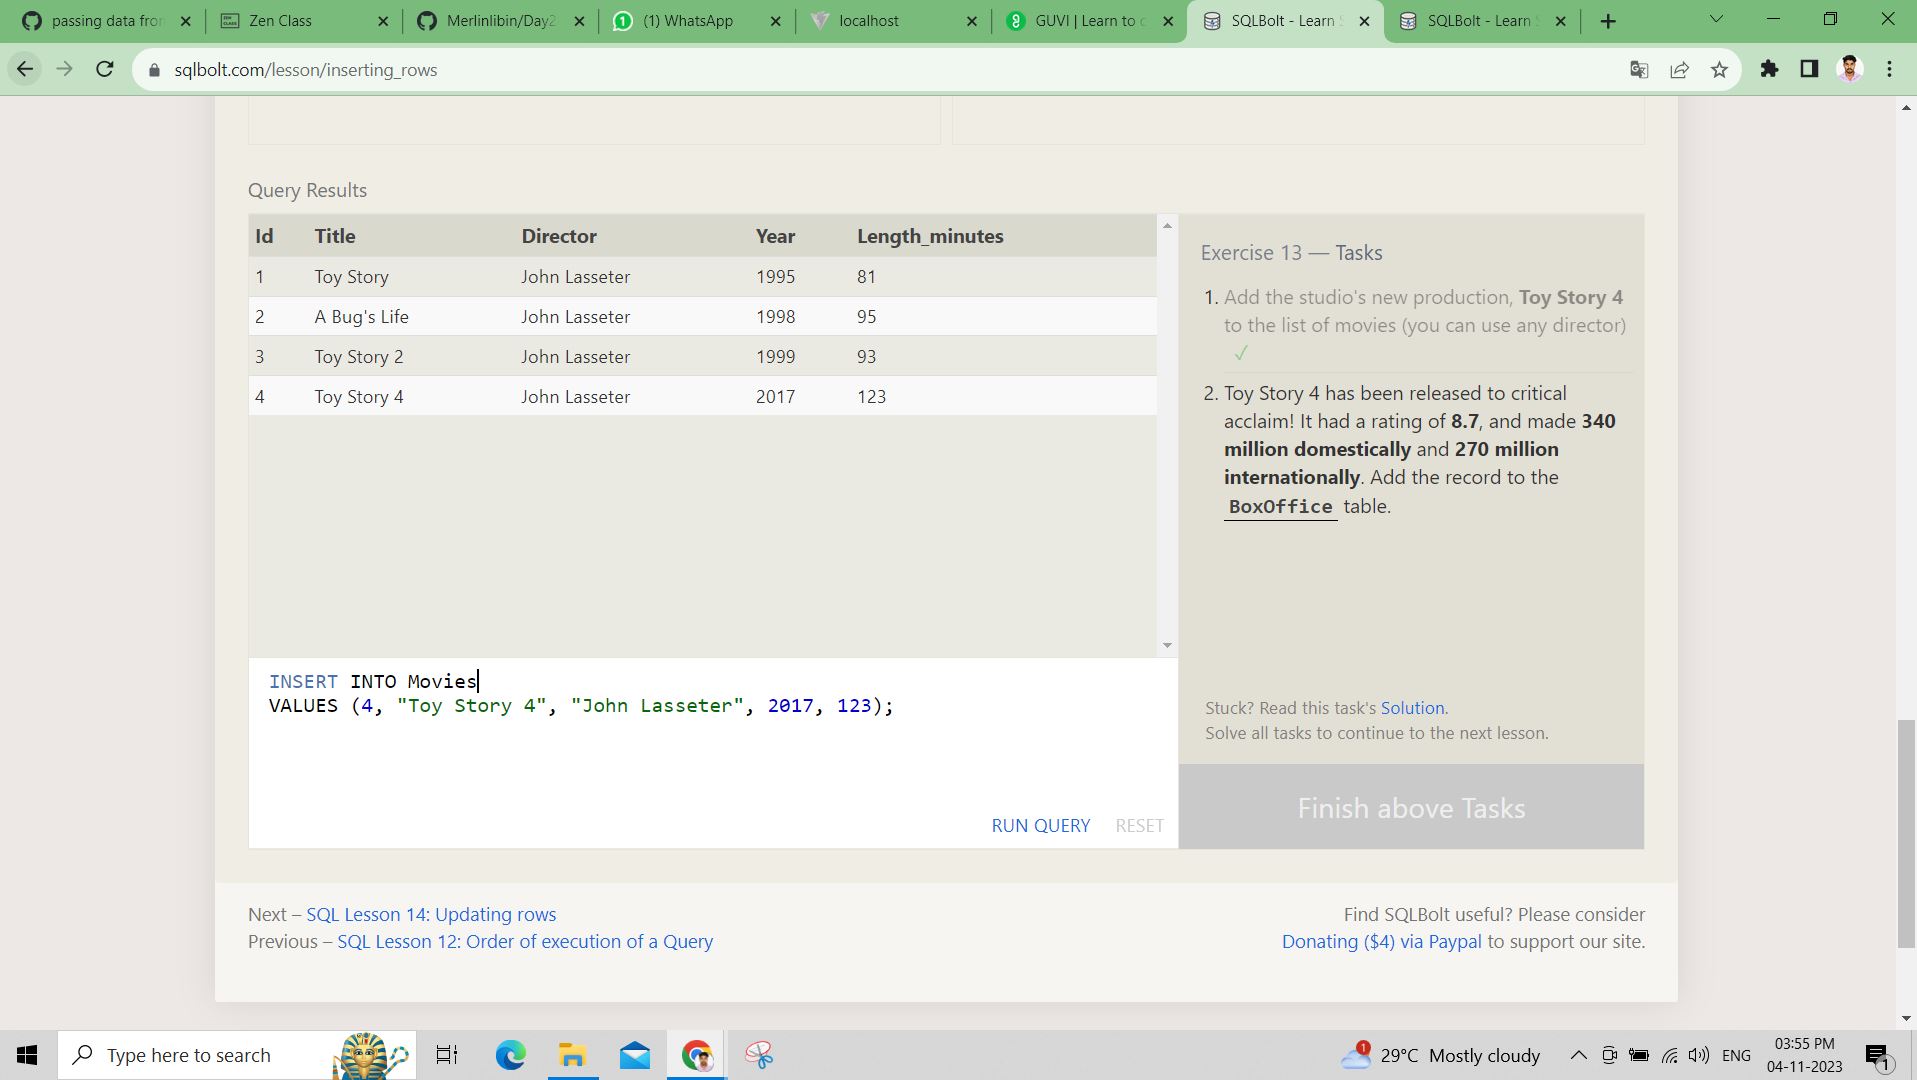 passing data from
Zen Class
Merlinlibin/Day2
(1) WhatsApp
localhost
GUVI | Learn to c
SQLBolt - Learn S
SQLBolt - Learn S
sqlbolt.com/lesson/inserting_rows
Query Results
Id Title Director Year Length_minutes
1 Toy Story John Lasseter 1995 81
2 A Bug's Life John Lasseter 1998 95
3 Toy Story 2 John Lasseter 1999 93
4 Toy Story 4 John Lasseter 2017 123
INSERT INTO Movies
VALUES (4, "Toy Story 4", "John Lasseter", 2017, 123);
RUN QUERY RESET
Exercise 13 — Tasks
1. Add the studio's new production, Toy Story 4
to the list of movies (you can use any director)
✓
2. Toy Story 4 has been released to critical
acclaim! It had a rating of 8.7, and made 340
million domestically and 270 million
internationally. Add the record to the
BoxOffice table.
Stuck? Read this task's Solution.
Solve all tasks to continue to the next lesson.
Finish above Tasks
Next – SQL Lesson 14: Updating rows
Previous – SQL Lesson 12: Order of execution of a Query
Find SQLBolt useful? Please consider
Donating ($4) via Paypal to support our site.
Type here to search
1
29°C Mostly cloudy
ENG
03:55 PM
04-11-2023
1